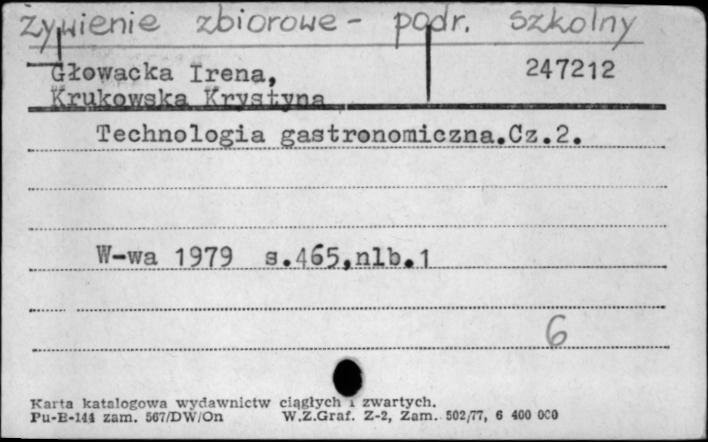 Żywienie zbiorowe - podr. szkolny
Głowacka Irena, 247212
Krukowska Krystyna
Technologia gastronomiczna.Cz.2.
W-wa 1979 s.465,nlb.1
6
Karta katalogowa wydawnictw ciągłych i zwartych.
Pu-E-144 zam. 567/DW/On W.Z.Graf. Z-2, Zam. 502/77, 6 400 000